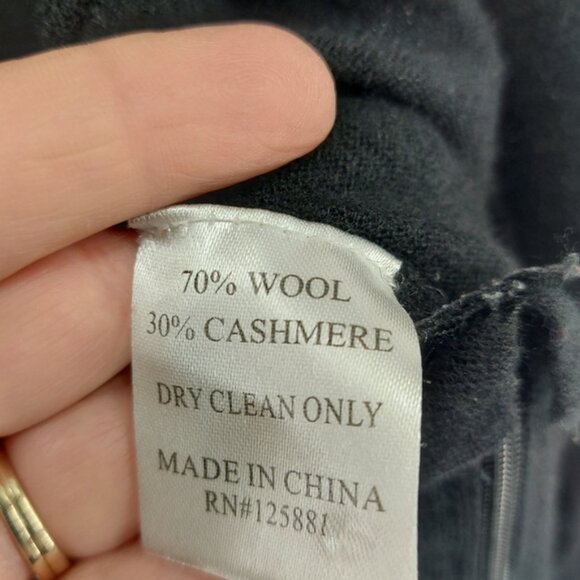 70% WOOL
30% CASHMERE
DRY CLEAN ONLY
MADE IN CHINA
RN#125881